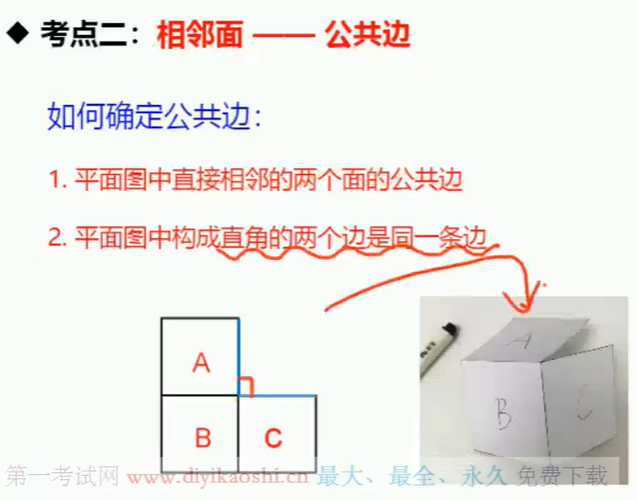 ◆ 考点二：相邻面 —— 公共边
如何确定公共边：
1. 平面图中直接相邻的两个面的公共边
2. 平面图中构成直角的两个边是同一条边
A
B C
A
B C
第一考试网 www.diyikaoshi.cn 最大、最全、永久 免费下载